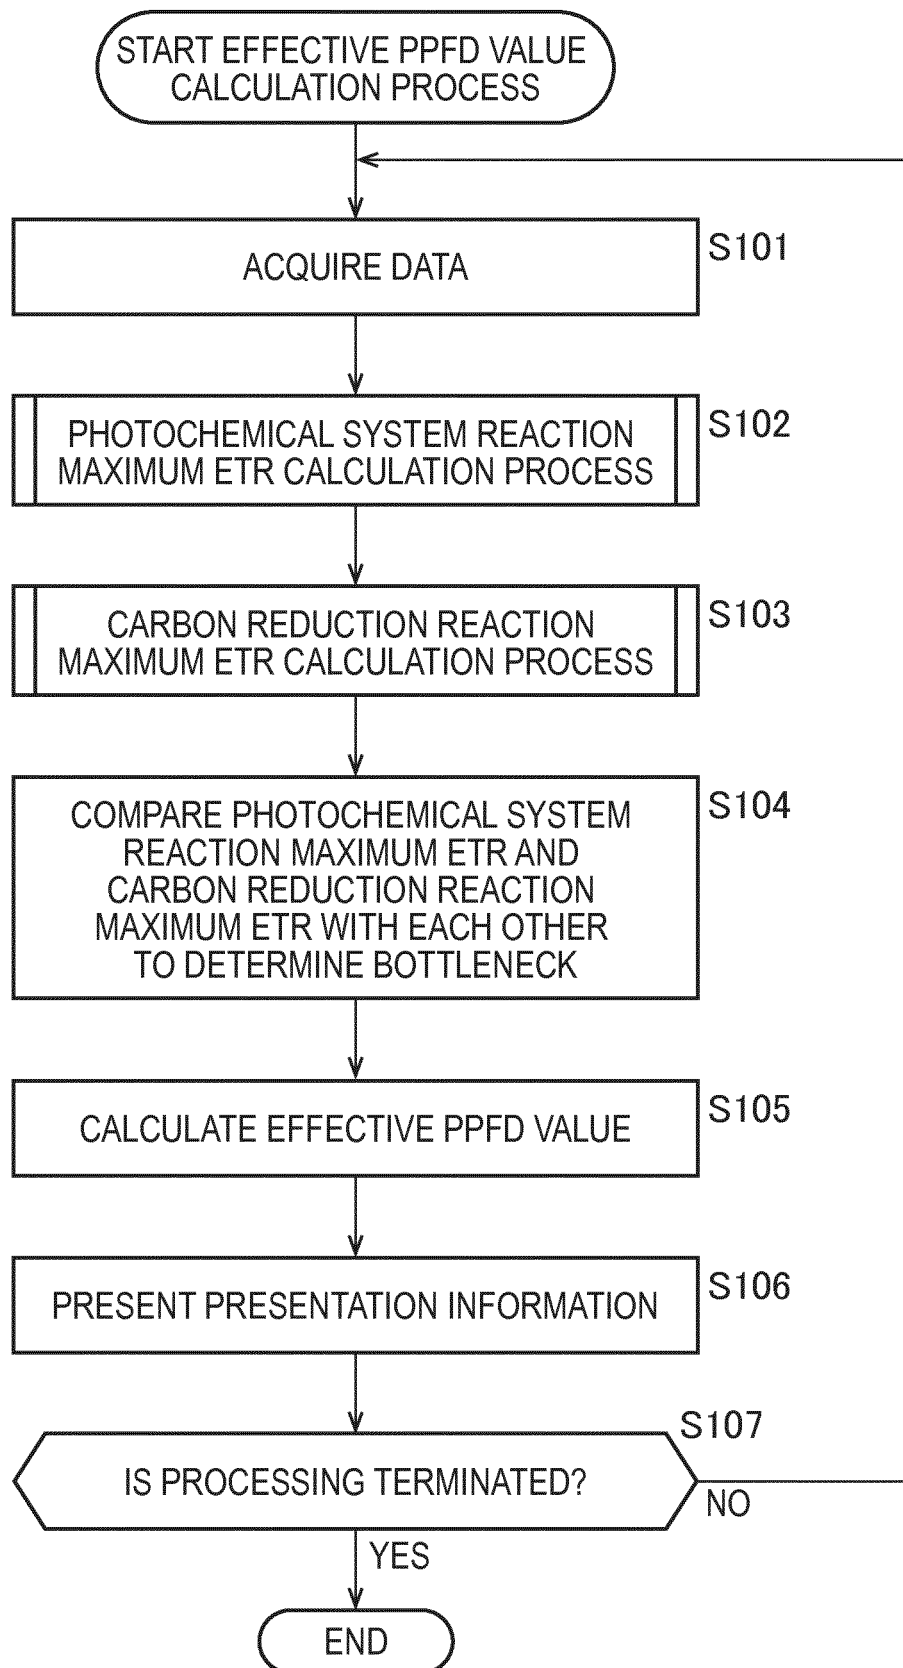 START EFFECTIVE PPFD VALUE
CALCULATION PROCESS
ACQUIRE DATA
S101
PHOTOCHEMICAL SYSTEM REACTION
MAXIMUM ETR CALCULATION PROCESS
S102
CARBON REDUCTION REACTION
MAXIMUM ETR CALCULATION PROCESS
S103
COMPARE PHOTOCHEMICAL SYSTEM
REACTION MAXIMUM ETR AND
CARBON REDUCTION REACTION
MAXIMUM ETR WITH EACH OTHER
TO DETERMINE BOTTLENECK
S104
CALCULATE EFFECTIVE PPFD VALUE
S105
PRESENT PRESENTATION INFORMATION
S106
S107
IS PROCESSING TERMINATED?
NO
YES
END